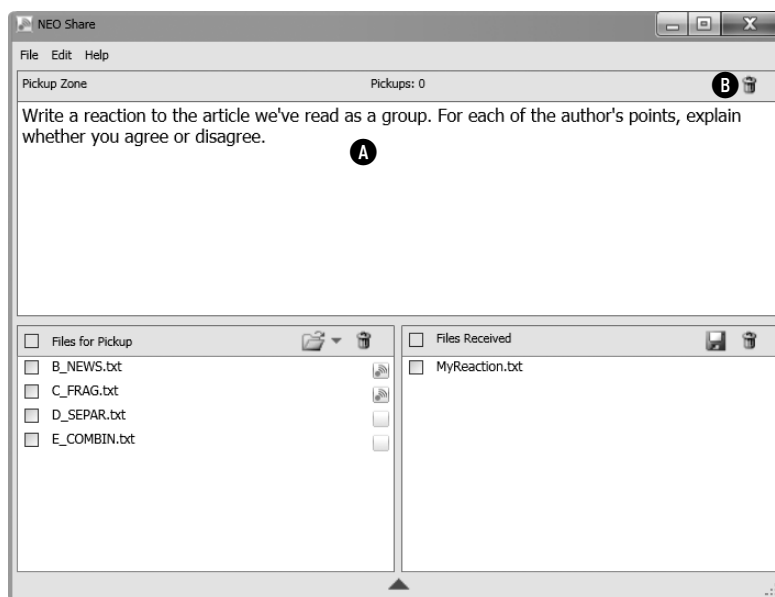 NEO Share
File Edit Help
Pickup Zone Pickups: 0 B
Write a reaction to the article we've read as a group. For each of the author's points, explain
whether you agree or disagree.
A
Files for Pickup
B_NEWS.txt
C_FRAG.txt
D_SEPAR.txt
E_COMBIN.txt
Files Received
MyReaction.txt